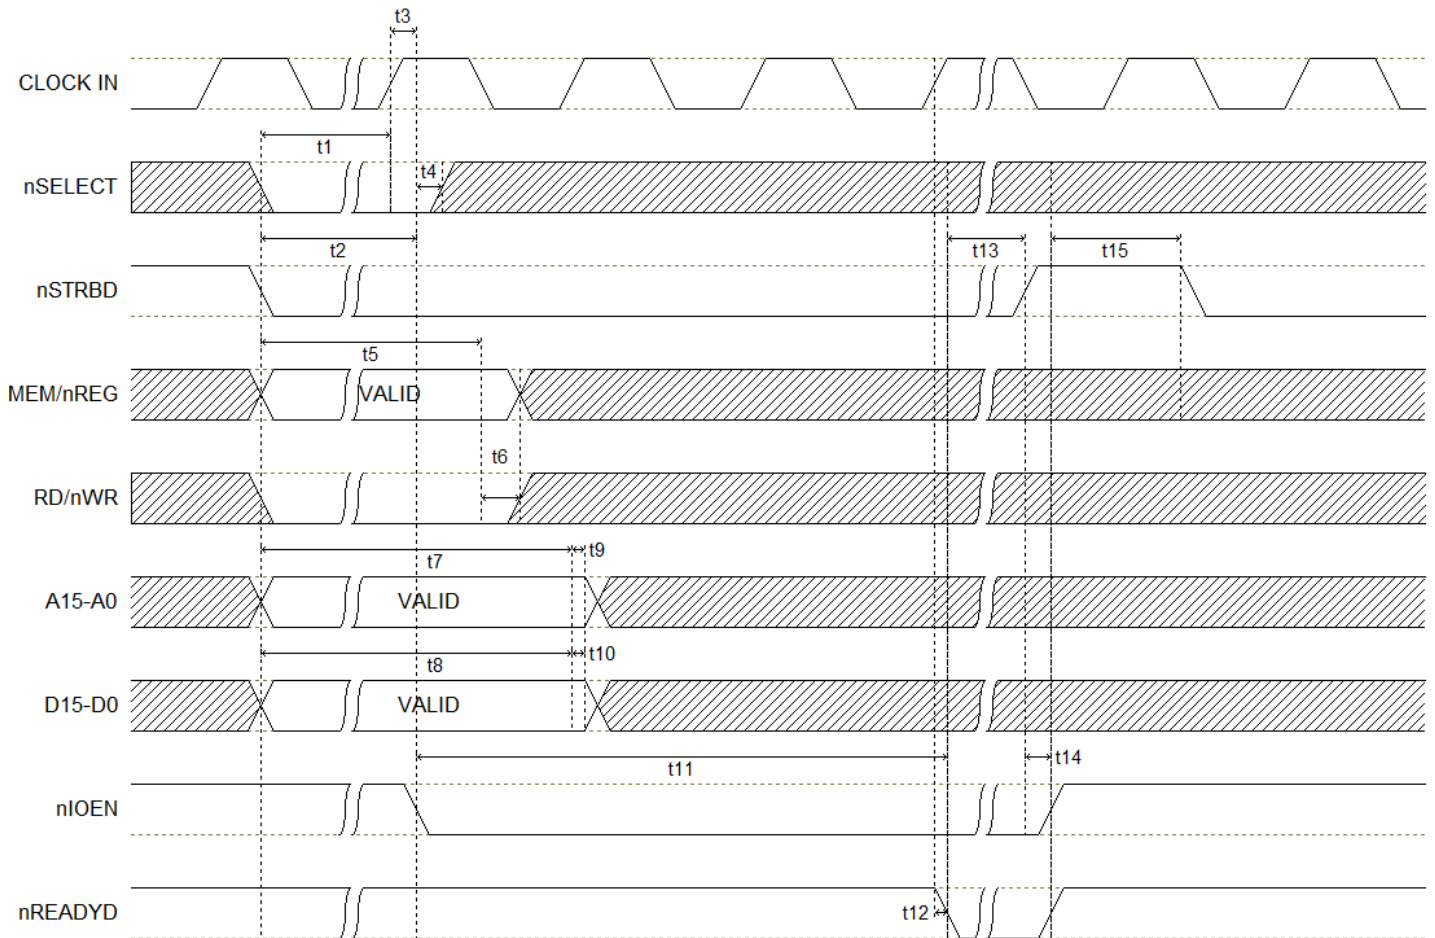 t3
CLOCK IN
t1
nSELECT
t4
t2
t13
t15
nSTRBD
t5
MEM/nREG
VALID
t6
RD/nWR
t7
t9
A15-A0
VALID
t8
t10
D15-D0
VALID
t11
t14
nIOEN
nREADYD
t12